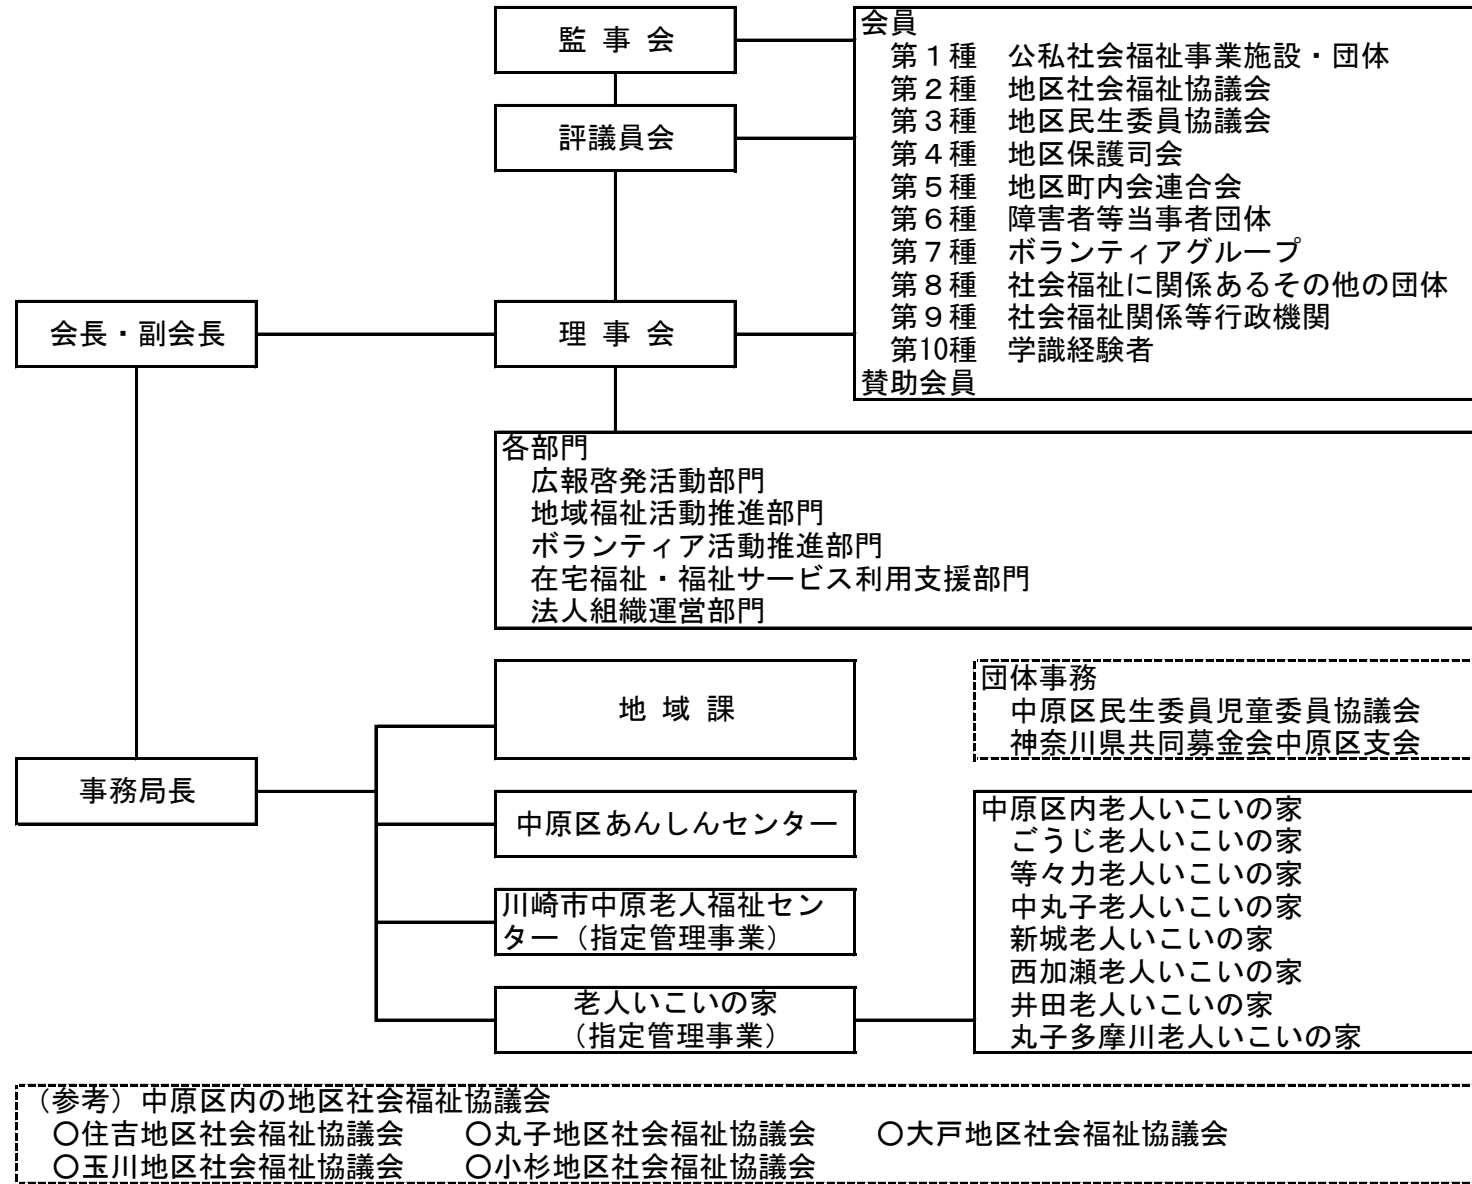 監 事 会
会員
第１種　公私社会福祉事業施設・団体
第２種　地区社会福祉協議会
第３種　地区民生委員協議会
第４種　地区保護司会
第５種　地区町内会連合会
第６種　障害者等当事者団体
第７種　ボランティアグループ
第８種　社会福祉に関係あるその他の団体
第９種　社会福祉関係等行政機関
第10種　学識経験者
賛助会員
評議員会
会長・副会長
理 事 会
各部門
広報啓発活動部門
地域福祉活動推進部門
ボランティア活動推進部門
在宅福祉・福祉サービス利用支援部門
法人組織運営部門
地 域 課
団体事務
中原区民生委員児童委員協議会
神奈川県共同募金会中原区支会
事務局長
中原区あんしんセンター
川崎市中原老人福祉セン
ター（指定管理事業）
老人いこいの家
（指定管理事業）
中原区内老人いこいの家
ごうじ老人いこいの家
等々力老人いこいの家
中丸子老人いこいの家
新城老人いこいの家
西加瀬老人いこいの家
井田老人いこいの家
丸子多摩川老人いこいの家
（参考）中原区内の地区社会福祉協議会
〇住吉地区社会福祉協議会　〇丸子地区社会福祉協議会　〇大戸地区社会福祉協議会
〇玉川地区社会福祉協議会　〇小杉地区社会福祉協議会